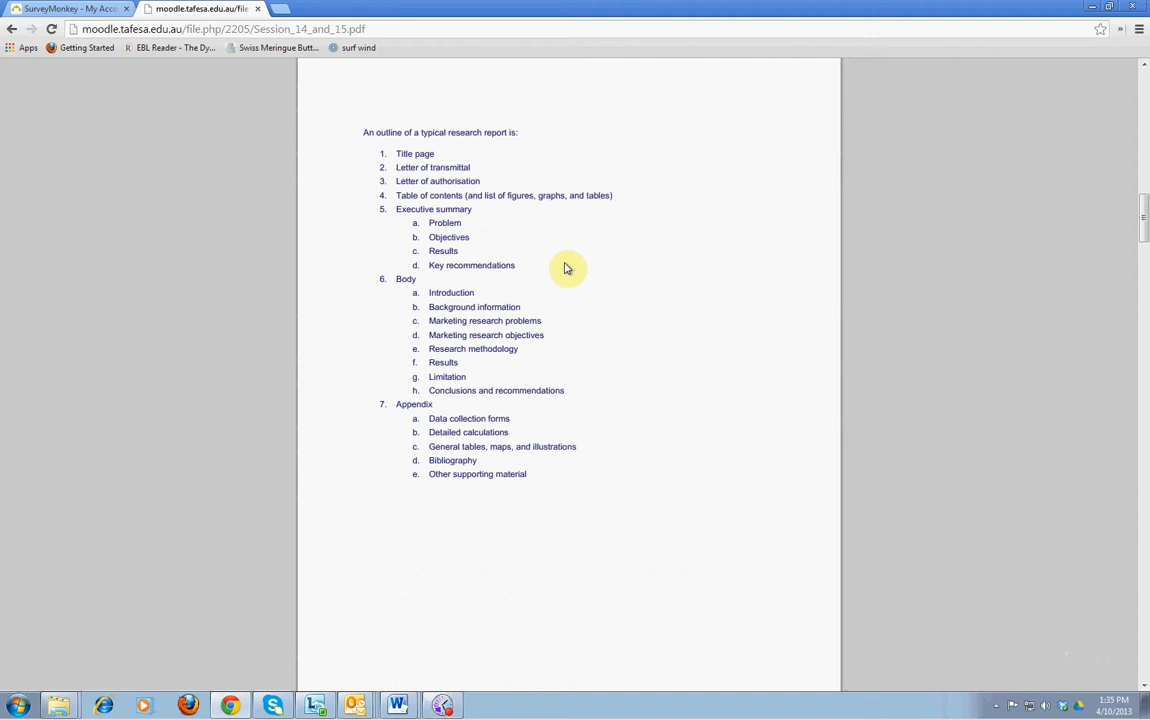 SurveyMonkey - My Acco
moodle.tafesa.edu.au/file
moodle.tafesa.edu.au/file.php/2205/Session_14_and_15.pdf
Apps
Getting Started
R EBL Reader - The Dy...
Swiss Meringue Butt...
surf wind
An outline of a typical research report is:
1. Title page
2. Letter of transmittal
3. Letter of authorisation
4. Table of contents (and list of figures, graphs, and tables)
5. Executive summary
a. Problem
b. Objectives
c. Results
d. Key recommendations
6. Body
a. Introduction
b. Background information
c. Marketing research problems
d. Marketing research objectives
e. Research methodology
f. Results
g. Limitation
h. Conclusions and recommendations
7. Appendix
a. Data collection forms
b. Detailed calculations
c. General tables, maps, and illustrations
d. Bibliography
e. Other supporting material
1:35 PM
4/10/2013